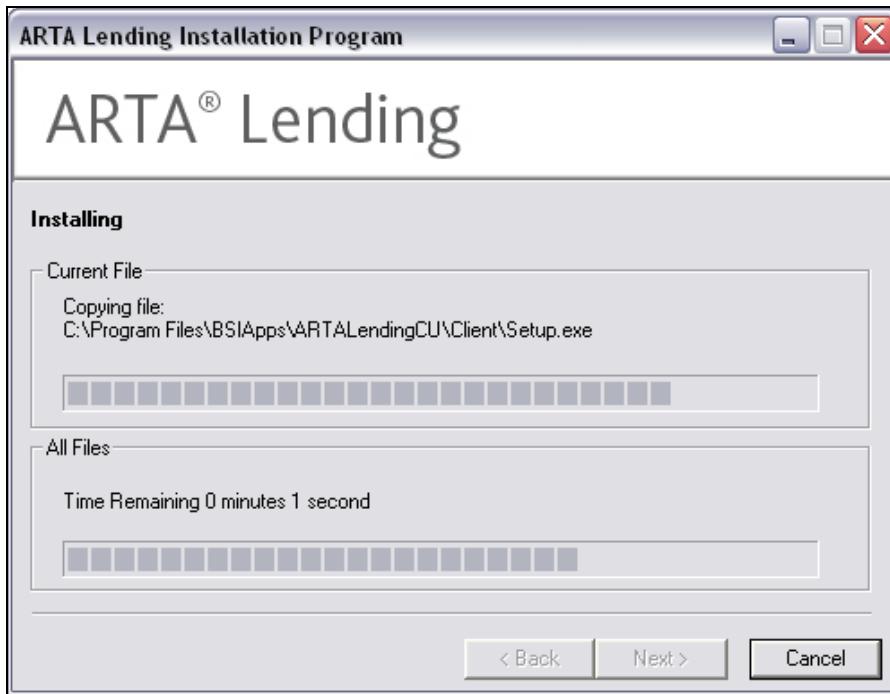 ARTA Lending Installation Program
ARTA® Lending
Installing
Current File
Copying file:
C:\Program Files\BSIApps\ARTALendingCU\Client\Setup.exe
All Files
Time Remaining 0 minutes 1 second
< Back
Next >
Cancel